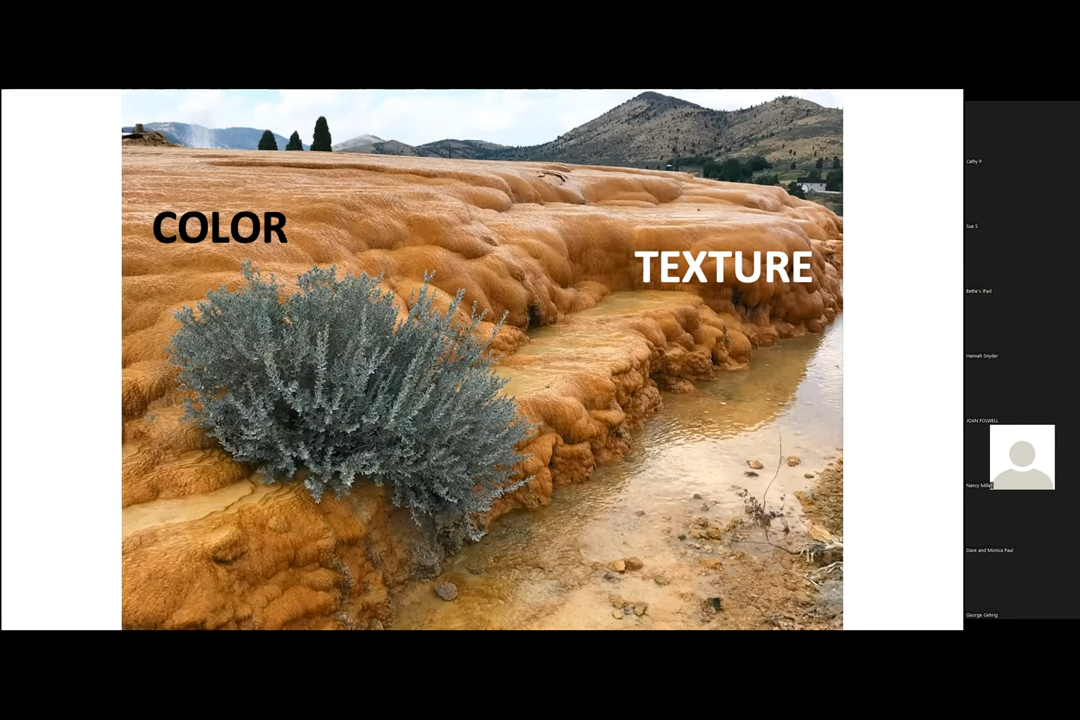 COLOR
TEXTURE
Cathy P
Sue S
Bettie's iPad
Hannah Snyder
JOAN FOLWELL
Dave and Monica Paul
George Gehrig